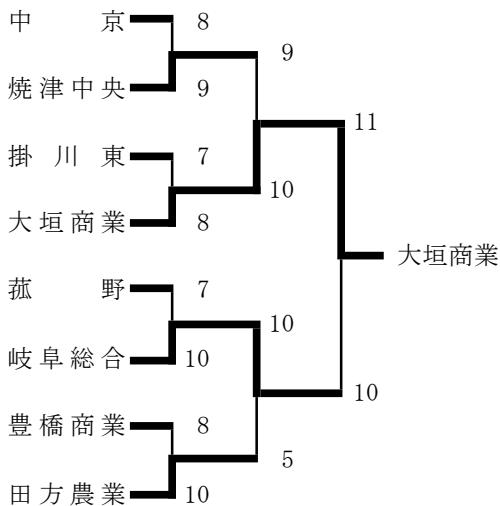 中京 8
9
焼津中央 9
11
掛川東 7
10
大垣商業 8
大垣商業
菰野 7
10
岐阜総合 10
10
豊橋商業 8
5
田方農業 10